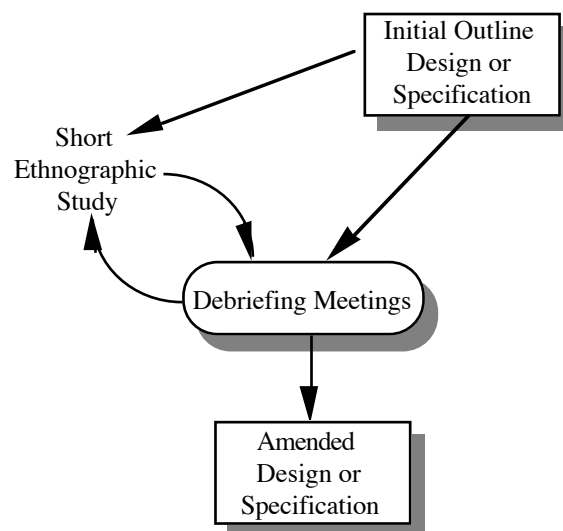 Initial Outline
Design or
Specification
Short
Ethnographic
Study
Debriefing Meetings
Amended
Design or
Specification